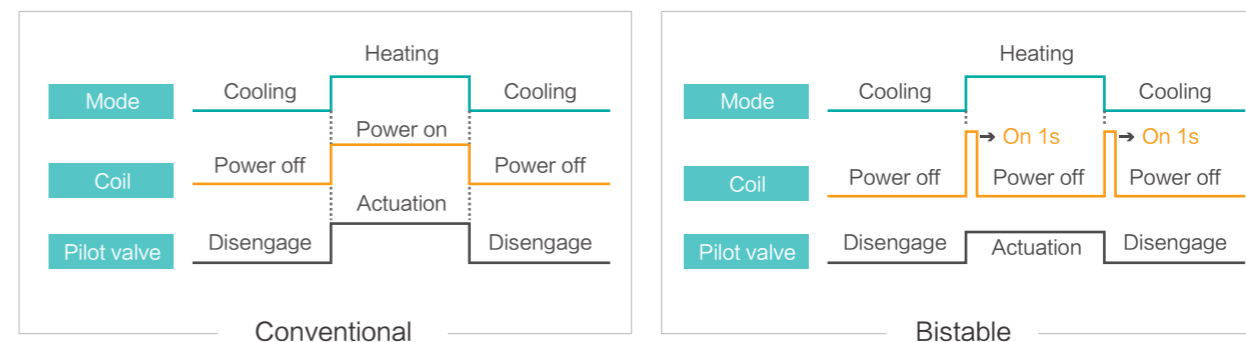 Heating
Mode
Cooling
Cooling
Power on
Coil
Power off
Power off
Actuation
Pilot valve
Disengage
Disengage
Conventional
Heating
Mode
Cooling
Cooling
➔ On 1s
➔ On 1s
Coil
Power off
Power off
Power off
Pilot valve
Disengage
Actuation
Disengage
Bistable